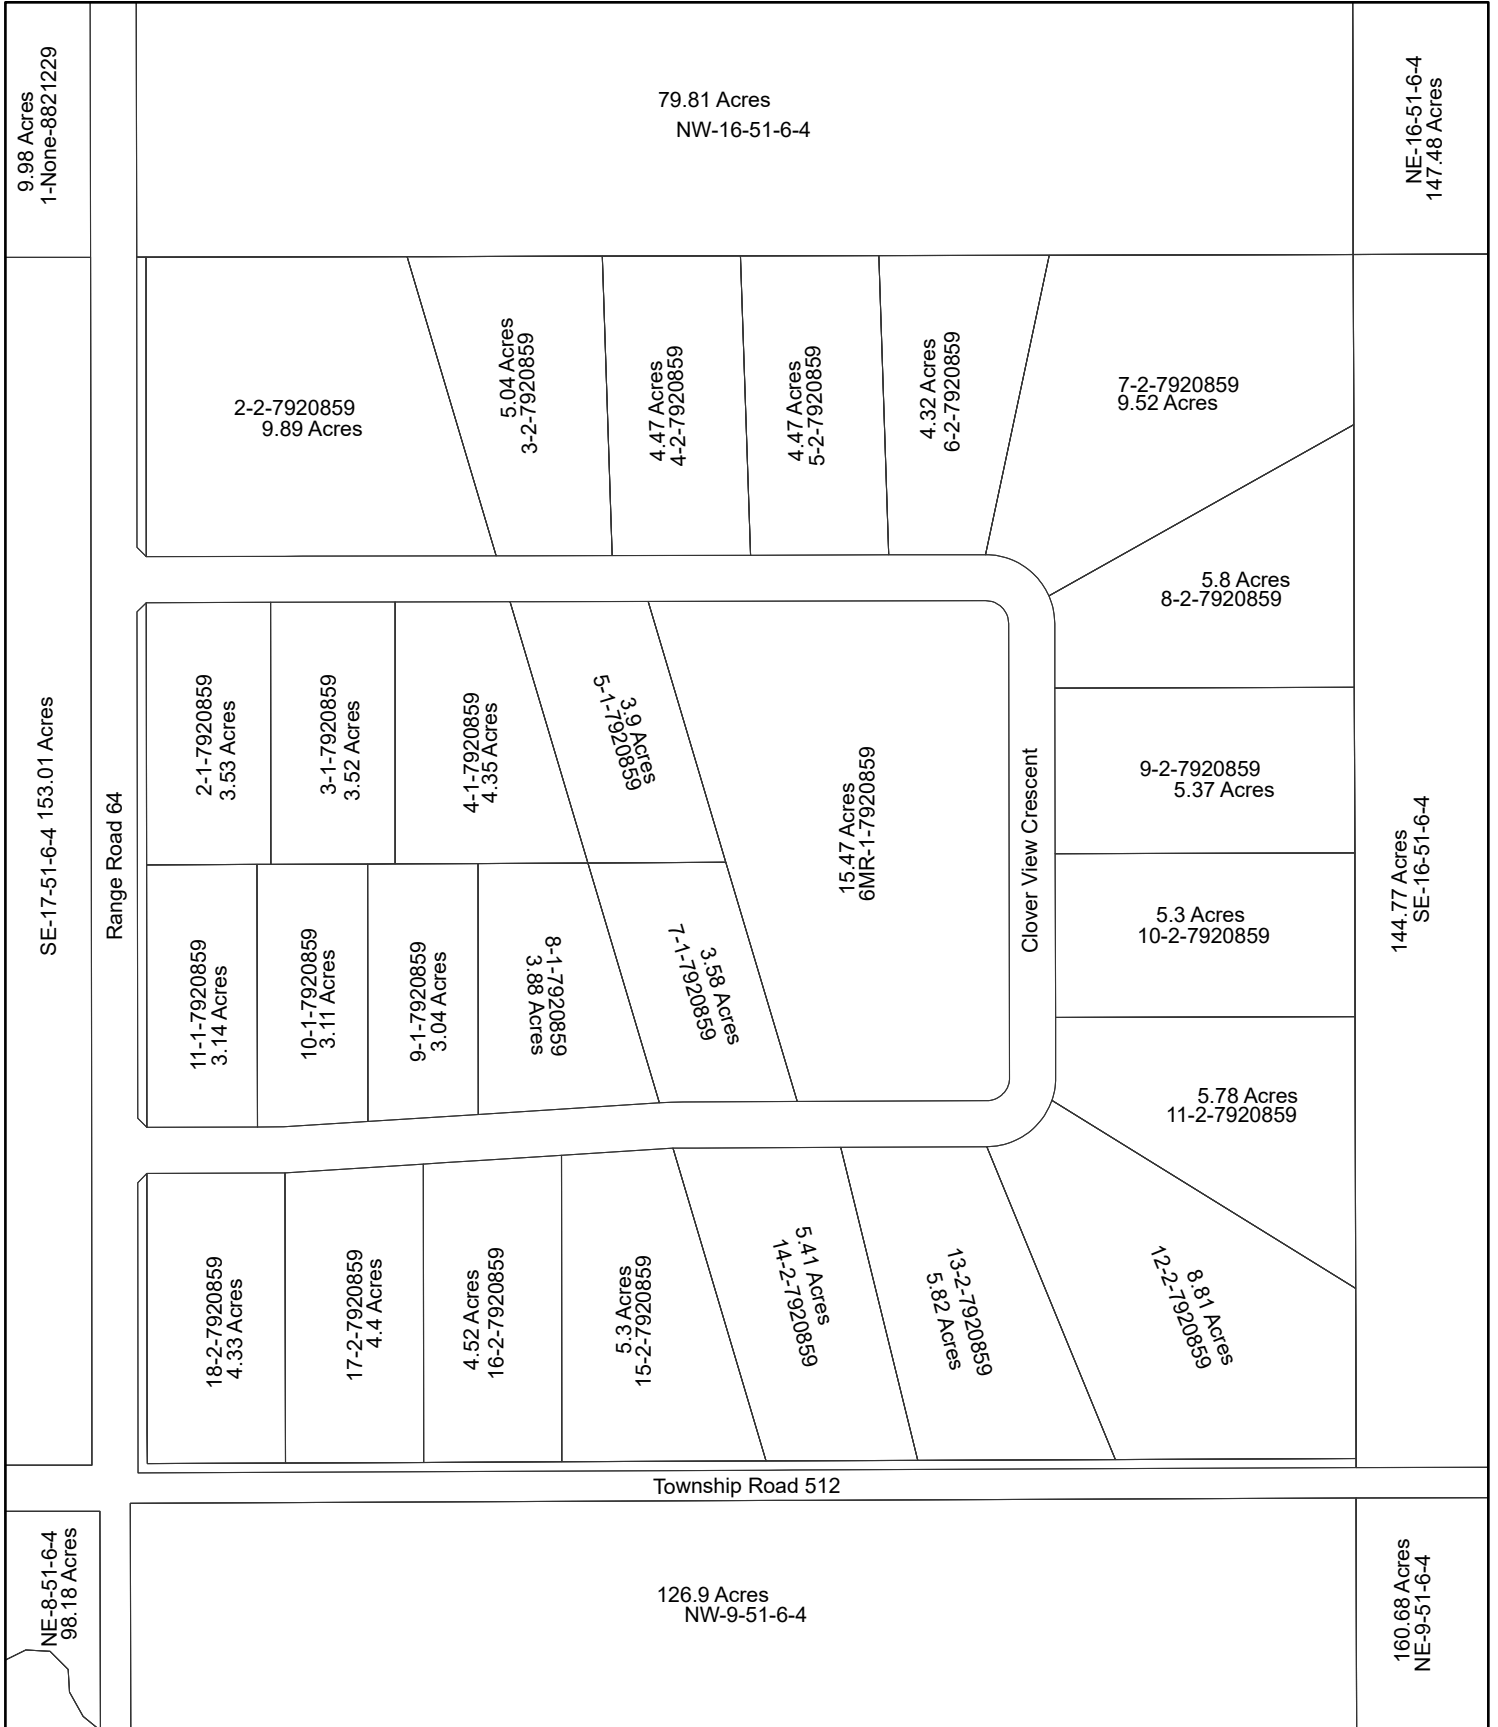 9.98 Acres
1-None-8821229
79.81 Acres
NW-16-51-6-4
NE-16-51-6-4
147.48 Acres
2-2-7920859
9.89 Acres
5.04 Acres
3-2-7920859
4.47 Acres
4-2-7920859
4.47 Acres
5-2-7920859
4.32 Acres
6-2-7920859
7-2-7920859
9.52 Acres
5.8 Acres
8-2-7920859
SE-17-51-6-4 153.01 Acres
Range Road 64
2-1-7920859
3.53 Acres
3-1-7920859
3.52 Acres
4-1-7920859
4.35 Acres
3.9 Acres
5-1-7920859
15.47 Acres
6MR-1-7920859
Clover View Crescent
9-2-7920859
5.37 Acres
144.77 Acres
SE-16-51-6-4
11-1-7920859
3.14 Acres
10-1-7920859
3.11 Acres
9-1-7920859
3.04 Acres
8-1-7920859
3.88 Acres
3.58 Acres
7-1-7920859
5.3 Acres
10-2-7920859
5.78 Acres
11-2-7920859
18-2-7920859
4.33 Acres
17-2-7920859
4.4 Acres
4.52 Acres
16-2-7920859
5.3 Acres
15-2-7920859
5.41 Acres
14-2-7920859
13-2-7920859
5.82 Acres
8.81 Acres
12-2-7920859
Township Road 512
NE-8-51-6-4
98.18 Acres
126.9 Acres
NW-9-51-6-4
160.68 Acres
NE-9-51-6-4